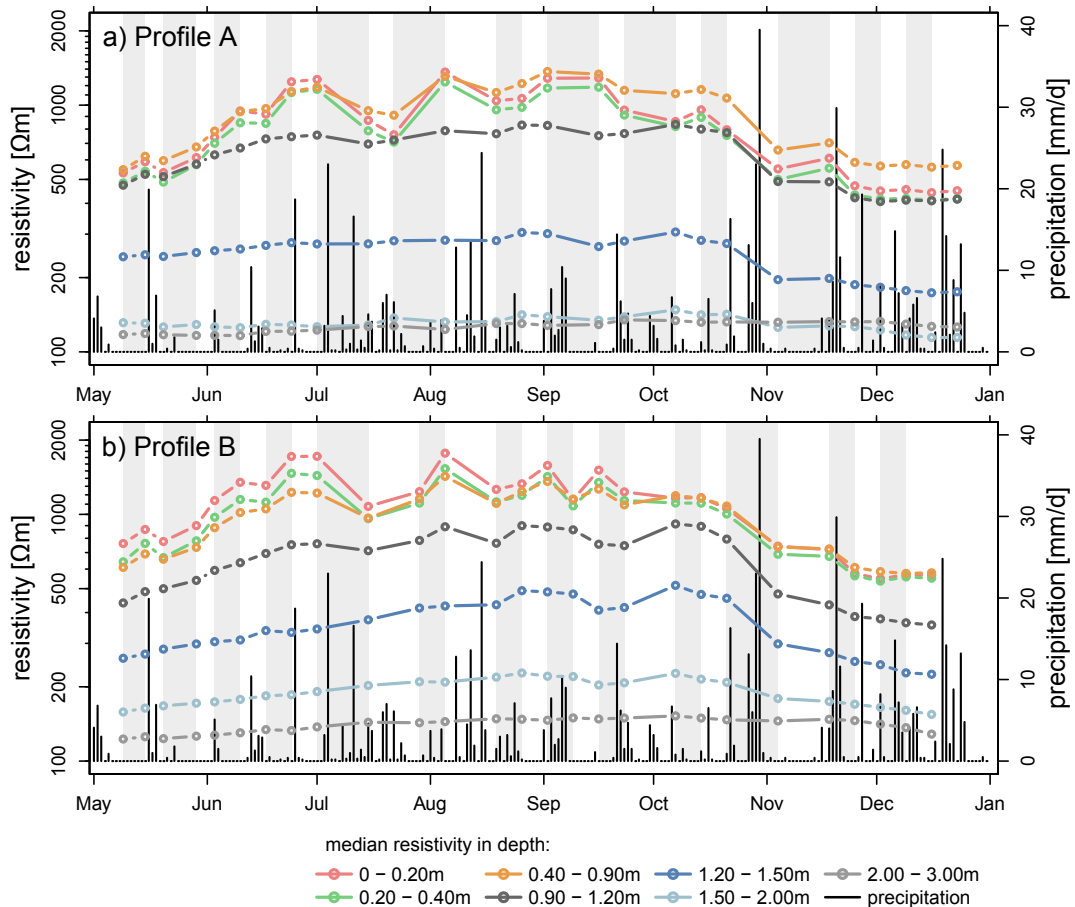 a) Profile A
resistivity [Ωm]
2000
1000
500
200
100
precipitation [mm/d]
40
30
20
10
0
May Jun Jul Aug Sep Oct Nov Dec Jan
b) Profile B
resistivity [Ωm]
2000
1000
500
200
100
precipitation [mm/d]
40
30
20
10
0
May Jun Jul Aug Sep Oct Nov Dec Jan
median resistivity in depth:
0 − 0.20m 0.40 − 0.90m 1.20 − 1.50m 2.00 − 3.00m
0.20 − 0.40m 0.90 − 1.20m 1.50 − 2.00m precipitation